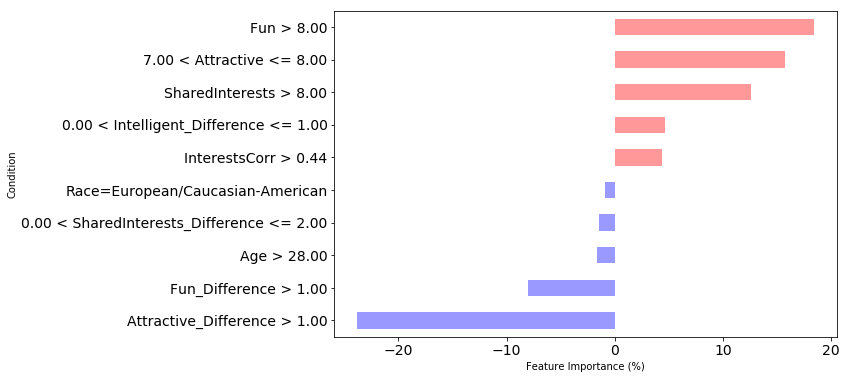 Fun > 8.00
7.00 < Attractive <= 8.00
SharedInterests > 8.00
0.00 < Intelligent_Difference <= 1.00
InterestsCorr > 0.44
Race=European/Caucasian-American
0.00 < SharedInterests_Difference <= 2.00
Age > 28.00
Fun_Difference > 1.00
Attractive_Difference > 1.00
Condition
−20 −10 0 10 20
Feature Importance (%)